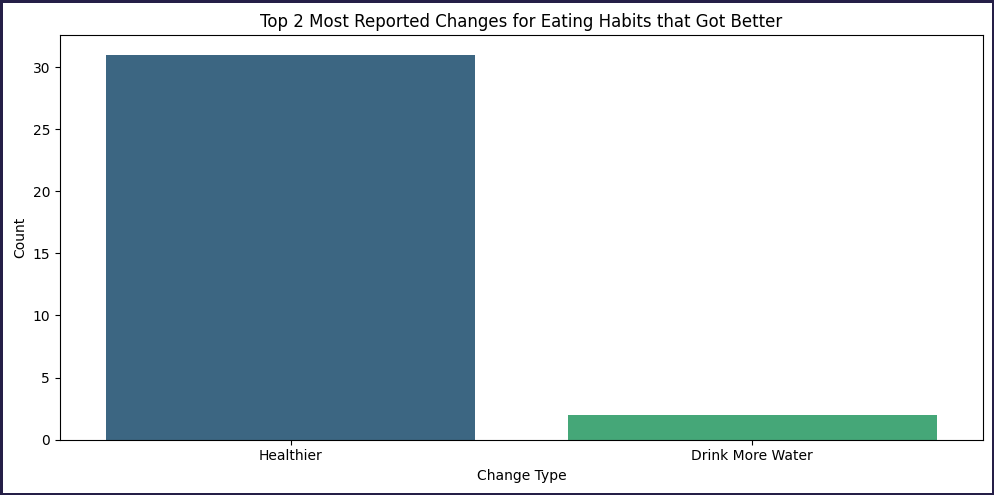 Top 2 Most Reported Changes for Eating Habits that Got Better
Count
30
25
20
15
10
5
0
Healthier
Drink More Water
Change Type